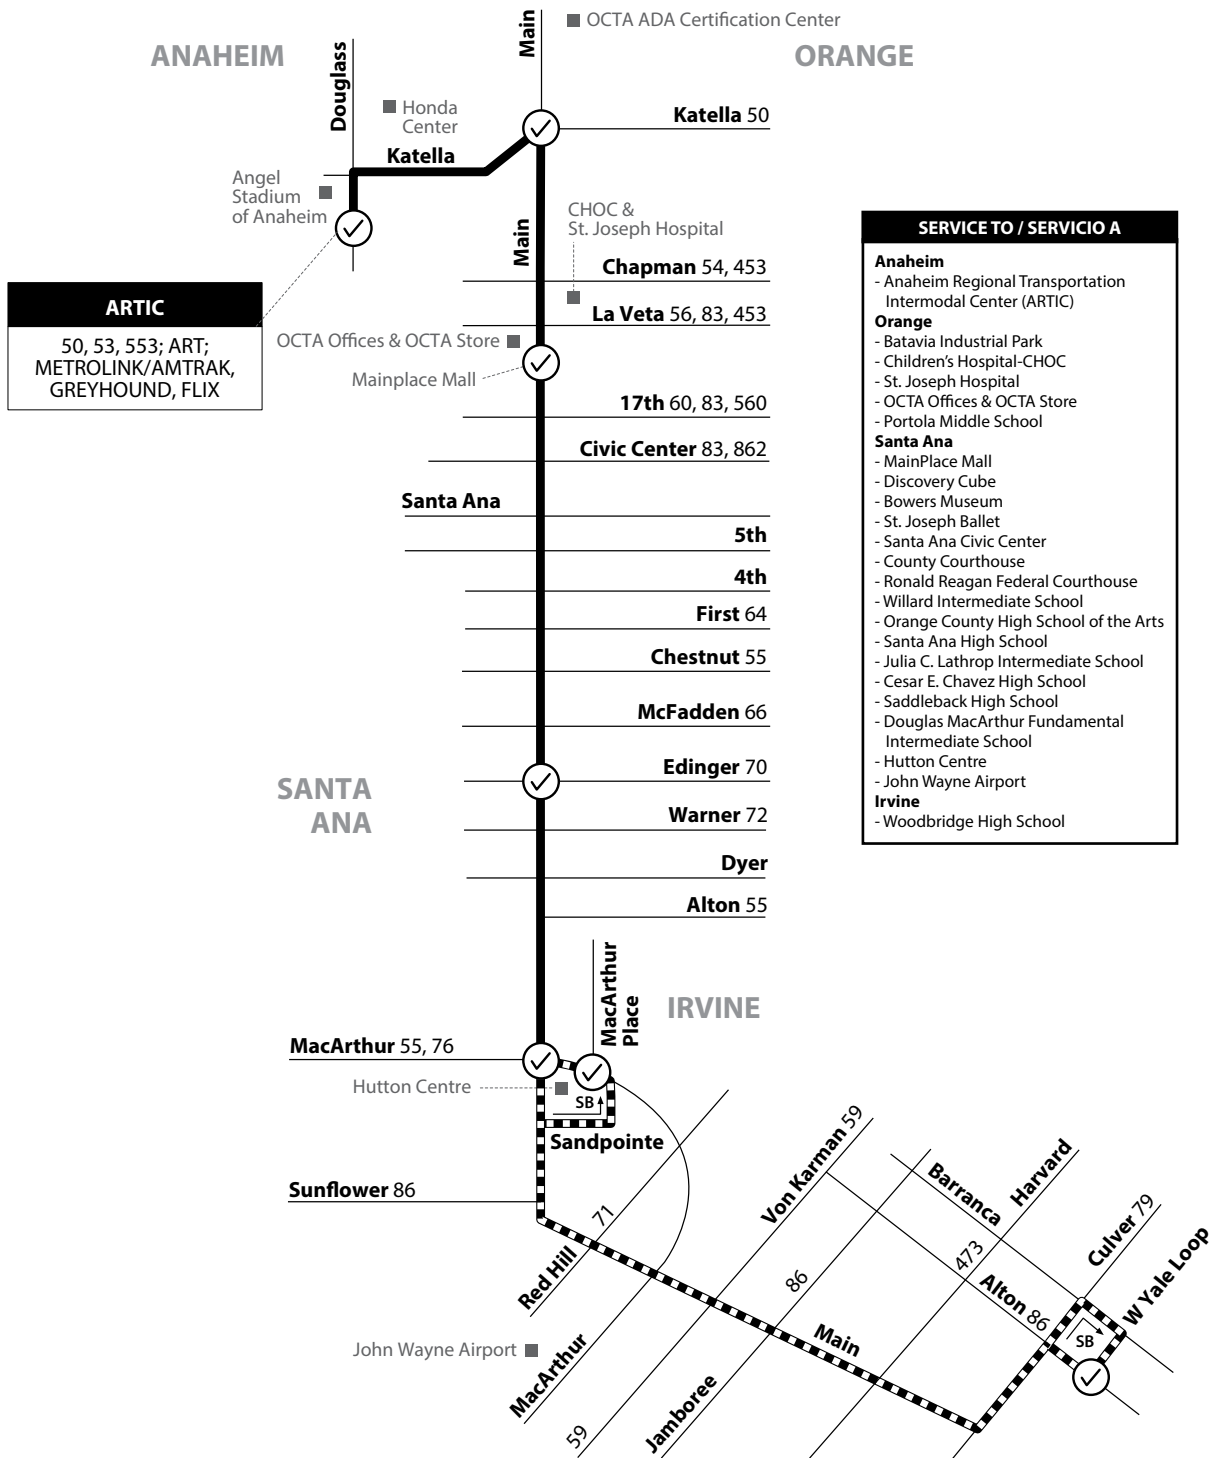 OCTA ADA Certification Center
Main
ANAHEIM
ORANGE
Douglass
Honda
Center
Katella 50
Katella
Angel
Stadium
of Anaheim
CHOC &
St. Joseph Hospital
Main
Chapman 54, 453
La Veta 56, 83, 453
ARTIC
50, 53, 553; ART;
METROLINK/AMTRAK,
GREYHOUND, FLIX
OCTA Offices & OCTA Store
Mainplace Mall
17th 60, 83, 560
Civic Center 83, 862
Santa Ana
5th
4th
First 64
Chestnut 55
McFadden 66
Edinger 70
SANTA
ANA
Warner 72
Dyer
Alton 55
MacArthur
Place
IRVINE
MacArthur 55, 76
Hutton Centre
SB
Sandpointe
Sunflower 86
Red Hill
71
John Wayne Airport
MacArthur
59
Von Karman 59
Jamboree
86
Main
Barranca
Harvard
473
Alton 86
Culver 79
W Yale Loop
SB
SERVICE TO / SERVICIO A
Anaheim
- Anaheim Regional Transportation
Intermodal Center (ARTIC)
Orange
- Batavia Industrial Park
- Children's Hospital-CHOC
- St. Joseph Hospital
- OCTA Offices & OCTA Store
- Portola Middle School
Santa Ana
- MainPlace Mall
- Discovery Cube
- Bowers Museum
- St. Joseph Ballet
- Santa Ana Civic Center
- County Courthouse
- Ronald Reagan Federal Courthouse
- Willard Intermediate School
- Orange County High School of the Arts
- Santa Ana High School
- Julia C. Lathrop Intermediate School
- Cesar E. Chavez High School
- Saddleback High School
- Douglas MacArthur Fundamental
Intermediate School
- Hutton Centre
- John Wayne Airport
Irvine
- Woodbridge High School